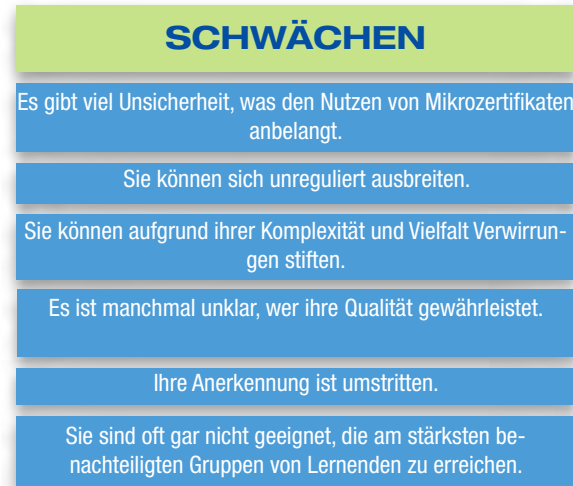 SCHWÄCHEN
Es gibt viel Unsicherheit, was den Nutzen von Mikrozertifikaten
anbelangt.
Sie können sich unreguliert ausbreiten.
Sie können aufgrund ihrer Komplexität und Vielfalt Verwirrun-
gen stiften.
Es ist manchmal unklar, wer ihre Qualität gewährleistet.
Ihre Anerkennung ist umstritten.
Sie sind oft gar nicht geeignet, die am stärksten be-
nachteiligten Gruppen von Lernenden zu erreichen.